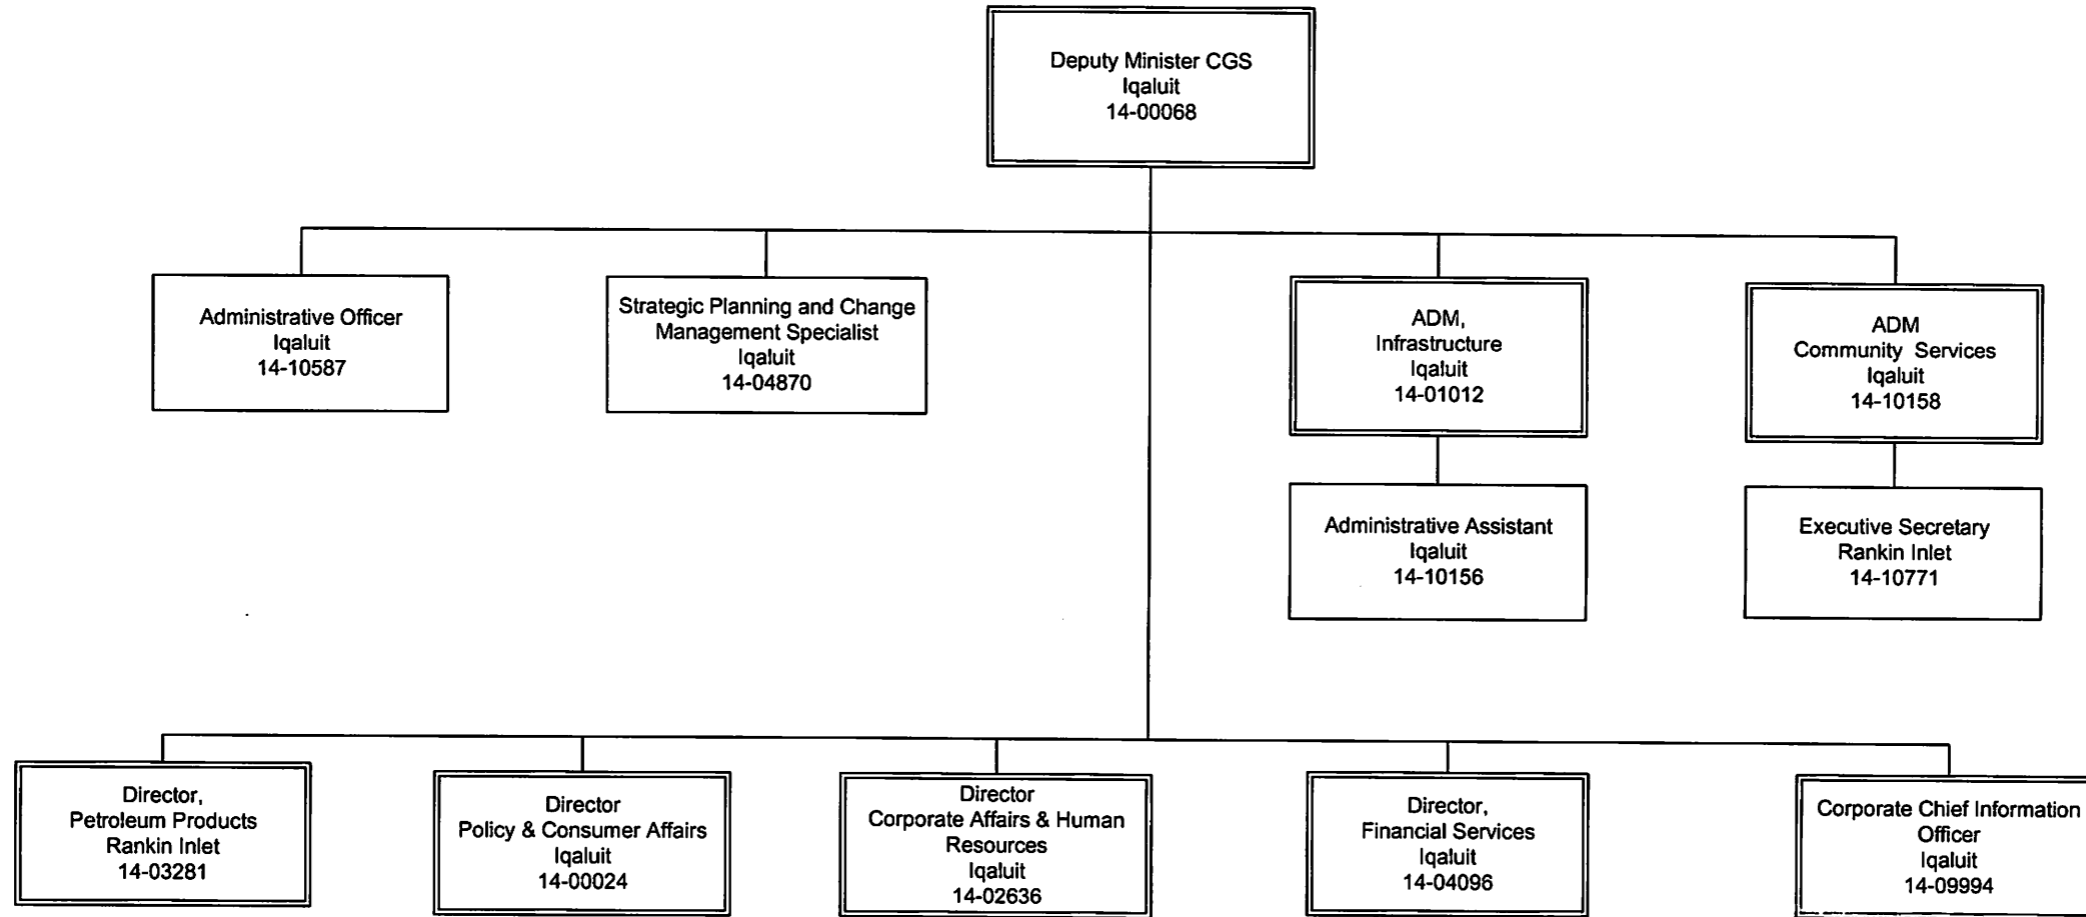 Deputy Minister CGS
Iqaluit
14-00068
Administrative Officer
Iqaluit
14-10587
Strategic Planning and Change
Management Specialist
Iqaluit
14-04870
ADM,
Infrastructure
Iqaluit
14-01012
ADM
Community Services
Iqaluit
14-10158
Administrative Assistant
Iqaluit
14-10156
Executive Secretary
Rankin Inlet
14-10771
Director,
Petroleum Products
Rankin Inlet
14-03281
Director
Policy & Consumer Affairs
Iqaluit
14-00024
Director
Corporate Affairs & Human
Resources
Iqaluit
14-02636
Director,
Financial Services
Iqaluit
14-04096
Corporate Chief Information
Officer
Iqaluit
14-09994